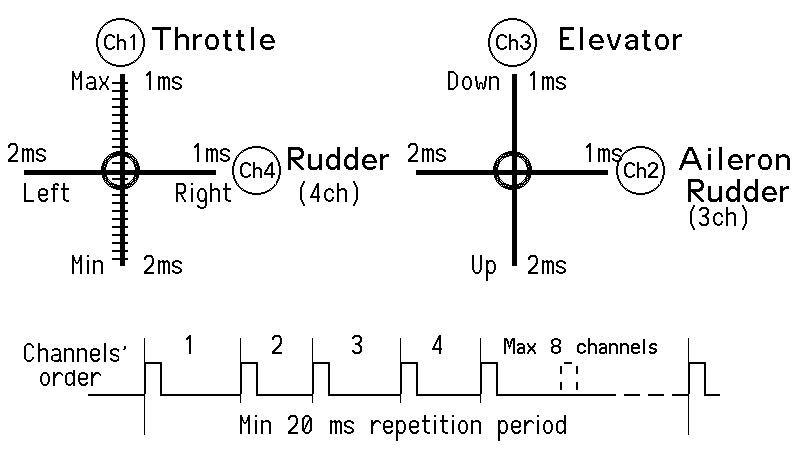 Ch1 Throttle
Max 1ms
2ms 1ms
Ch4 Rudder
Left Right (4ch)
Min 2ms
Ch3 Elevator
Down 1ms
2ms 1ms
Ch2 Aileron
Rudder
(3ch)
Up 2ms
Channels'
order
1 2 3 4 Max 8 channels
Min 20 ms repetition period